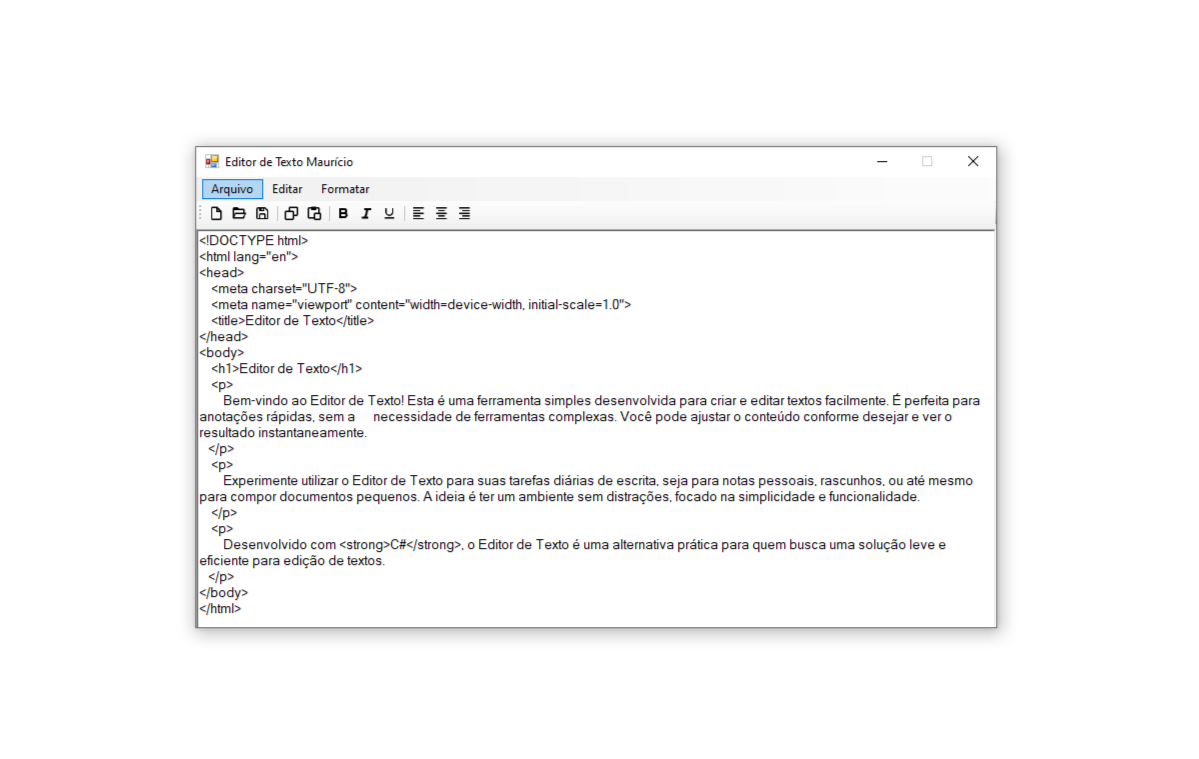 Editor de Texto Maurício
Arquivo Editar Formatar
B I U
<!DOCTYPE html>
<html lang="en">
<head>
    <meta charset="UTF-8">
    <meta name="viewport" content="width=device-width, initial-scale=1.0">
    <title>Editor de Texto</title>
</head>
<body>
    <h1>Editor de Texto</h1>
    <p>
        Bem-vindo ao Editor de Texto! Esta é uma ferramenta simples desenvolvida para criar e editar textos facilmente. É perfeita para
anotações rápidas, sem a     necessidade de ferramentas complexas. Você pode ajustar o conteúdo conforme desejar e ver o
resultado instantaneamente.
   </p>
    <p>
        Experimente utilizar o Editor de Texto para suas tarefas diárias de escrita, seja para notas pessoais, rascunhos, ou até mesmo
para compor documentos pequenos. A ideia é ter um ambiente sem distrações, focado na simplicidade e funcionalidade.
    </p>
    <p>
        Desenvolvido com <strong>C#</strong>, o Editor de Texto é uma alternativa prática para quem busca uma solução leve e
eficiente para edição de textos.
   </p>
</body>
</html>